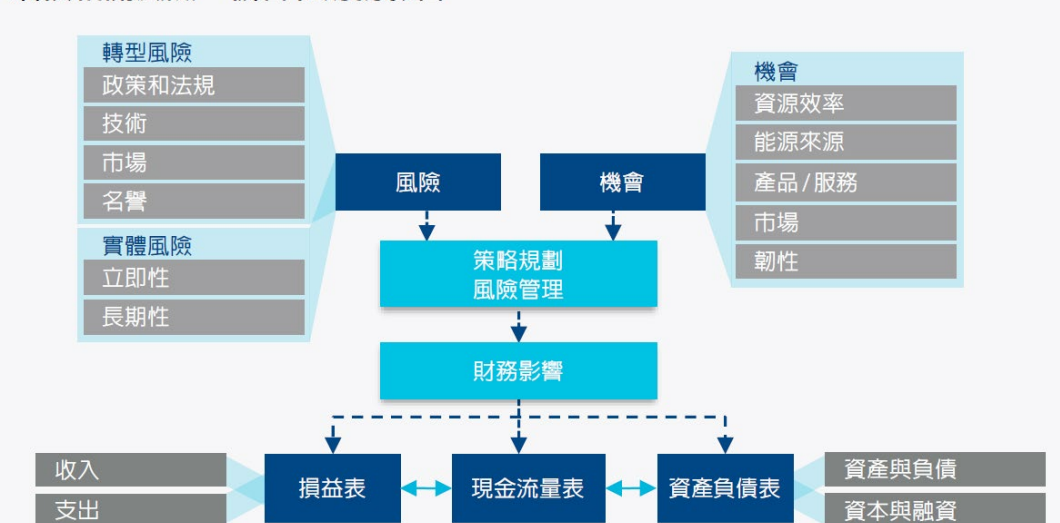 轉型風險
政策和法規
技術
市場
名譽
實體風險
立即性
長期性
風險
機會
機會
資源效率
能源來源
產品/服務
市場
韌性
策略規劃
風險管理
財務影響
收入
支出
損益表
現金流量表
資產負債表
資產與負債
資本與融資